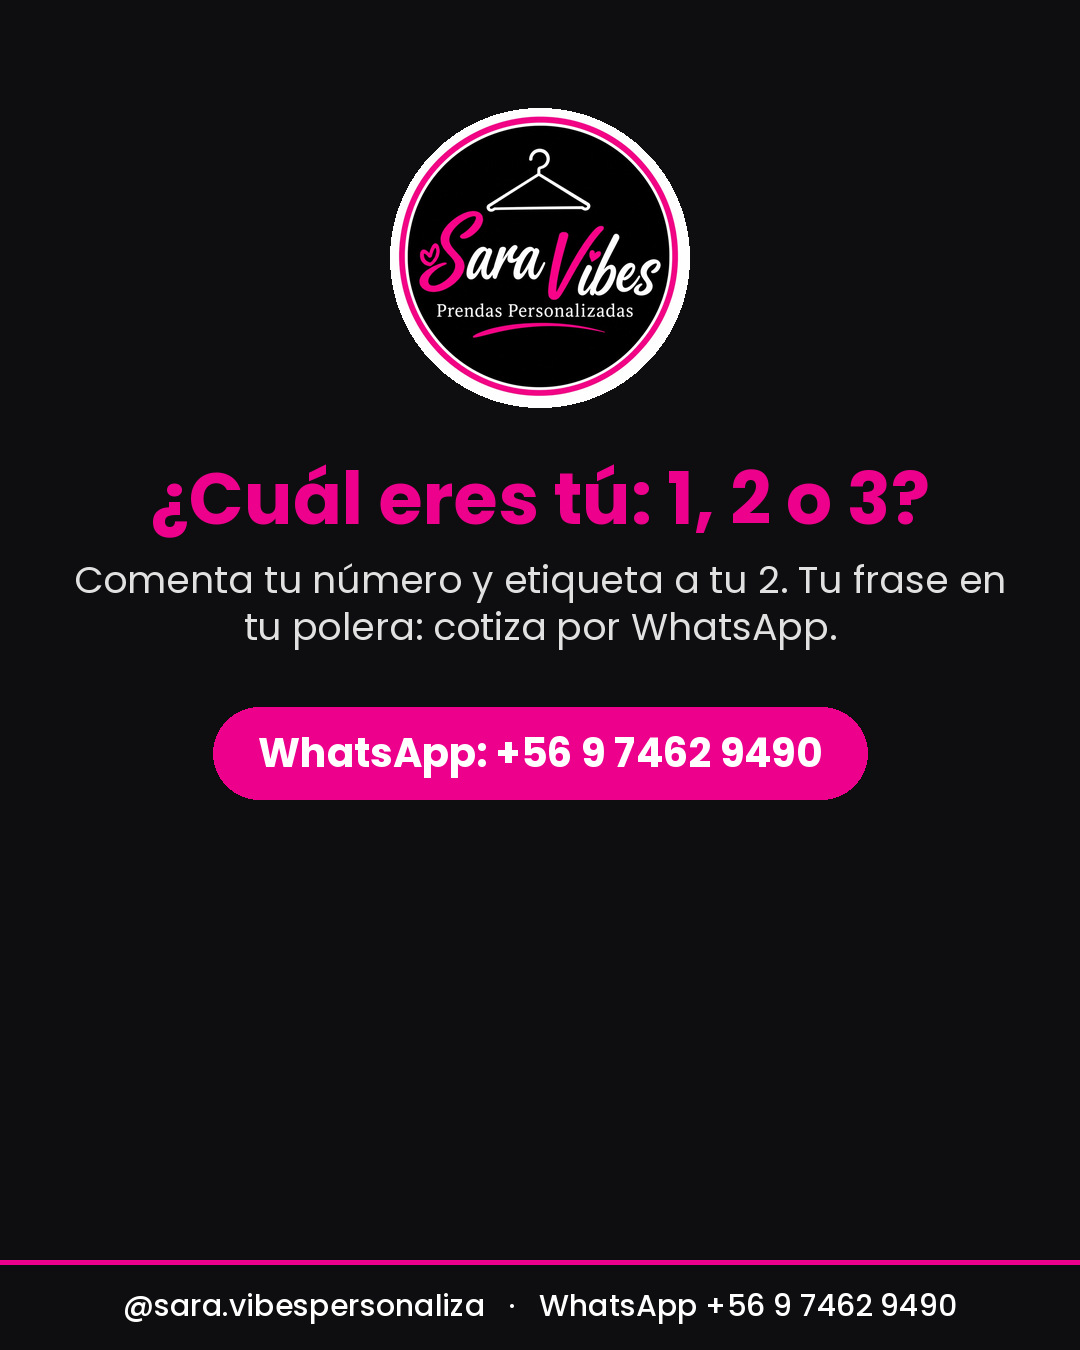 Sara Vibes
Prendas Personalizadas
¿Cuál eres tú: 1, 2 o 3?
Comenta tu número y etiqueta a tu 2. Tu frase en
tu polera: cotiza por WhatsApp.
WhatsApp: +56 9 7462 9490
@sara.vibespersonaliza · WhatsApp +56 9 7462 9490